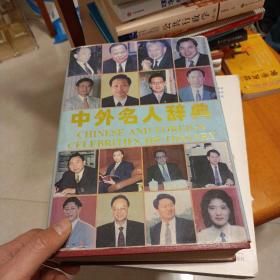 中外名人辞典
CHINESE AND FOREIGN
CELEBRITIES DICTIONARY